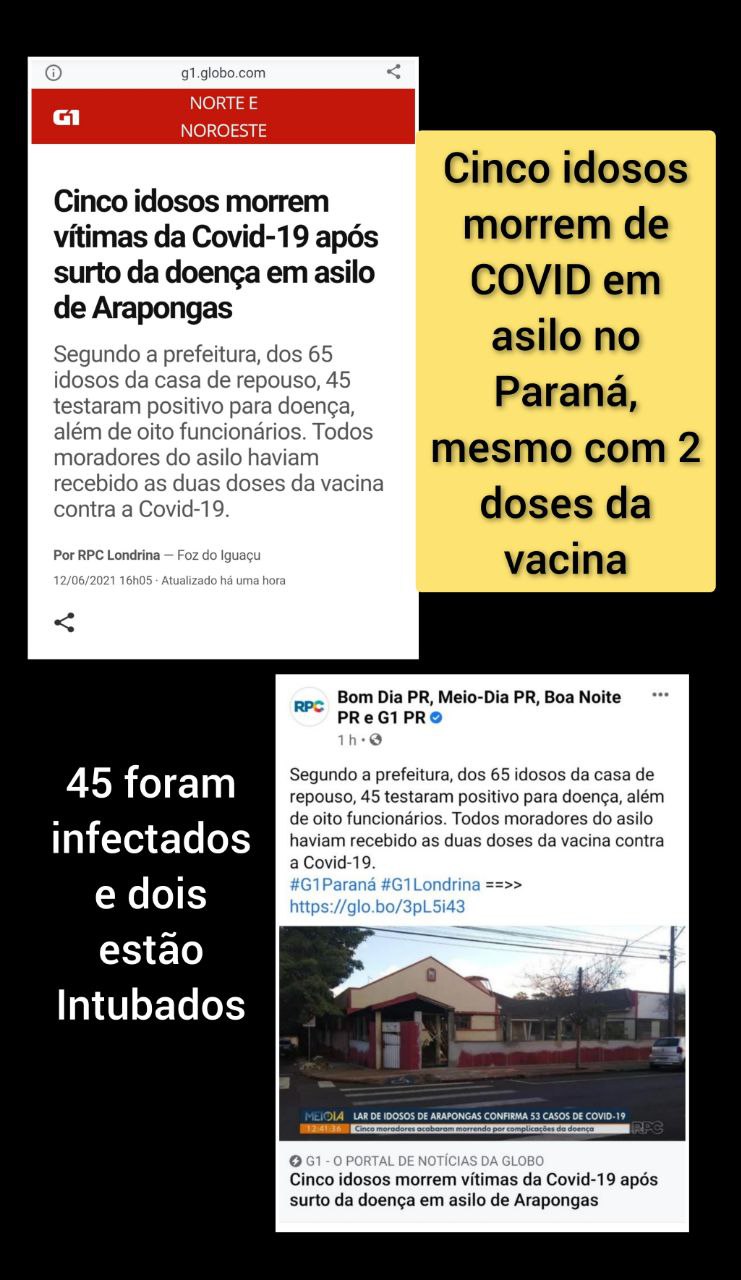 g1.globo.com
G1
NORTE E
NOROESTE
Cinco idosos morrem
vítimas da Covid-19 após
surto da doença em asilo
de Arapongas
Segundo a prefeitura, dos 65
idosos da casa de repouso, 45
testaram positivo para doença,
além de oito funcionários. Todos
moradores do asilo haviam
recebido as duas doses da vacina
contra a Covid-19.
Por RPC Londrina — Foz do Iguaçu
12/06/2021 16h05 · Atualizado há uma hora
Cinco idosos
morrem de
COVID em
asilo no
Paraná,
mesmo com 2
doses da
vacina
45 foram
infectados
e dois
estão
Intubados
RPC
Bom Dia PR, Meio-Dia PR, Boa Noite
PR e G1 PR
1 h ·
Segundo a prefeitura, dos 65 idosos da casa de
repouso, 45 testaram positivo para doença, além
de oito funcionários. Todos moradores do asilo
haviam recebido as duas doses da vacina contra
a Covid-19.
#G1Paraná #G1Londrina ==>>
https://glo.bo/3pL5i43
MEIODIA LAR DE IDOSOS DE ARAPONGAS CONFIRMA 53 CASOS DE COVID-19
12:41:36 Cinco moradores acabaram morrendo por complicações da doença RPC
G1 - O PORTAL DE NOTÍCIAS DA GLOBO
Cinco idosos morrem vítimas da Covid-19 após
surto da doença em asilo de Arapongas